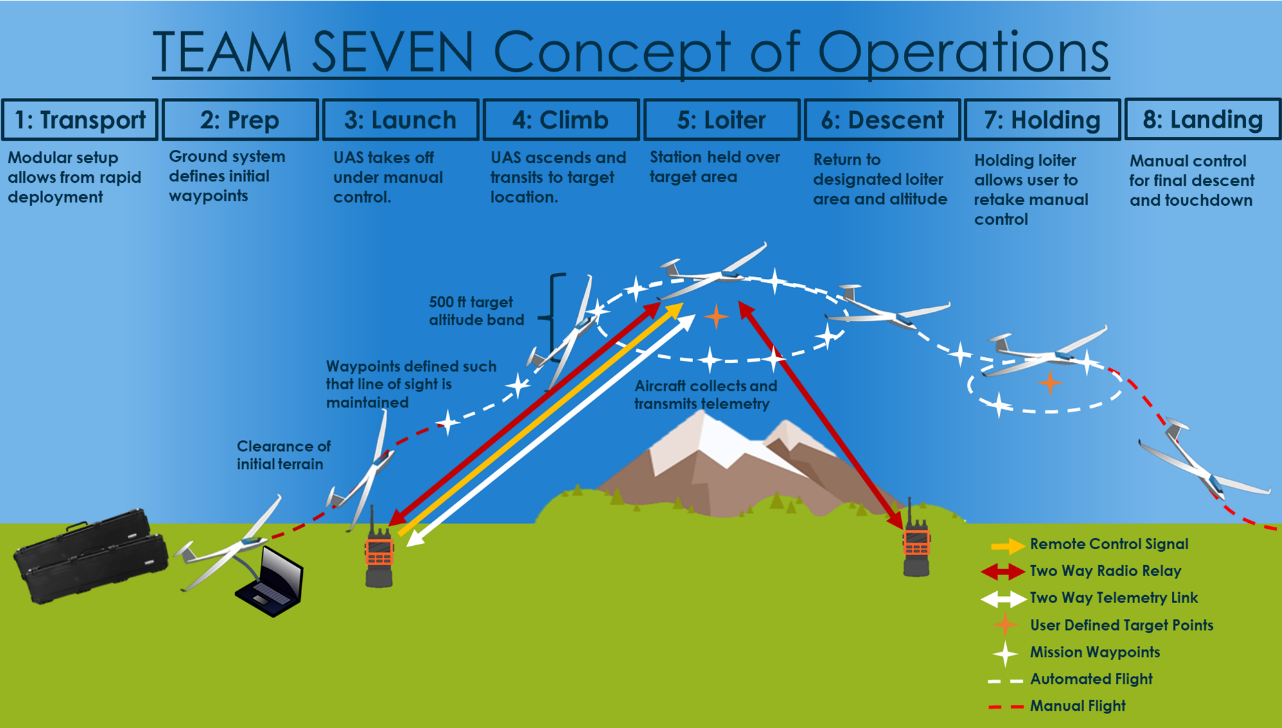 TEAM SEVEN Concept of Operations
1: Transport
2: Prep
3: Launch
4: Climb
5: Loiter
6: Descent
7: Holding
8: Landing
Modular setup
allows from rapid
deployment
Ground system
defines initial
waypoints
UAS takes off
under manual
control.
UAS ascends and
transits to target
location.
Station held over
target area
Return to
designated loiter
area and altitude
Holding loiter
allows user to
retake manual
control
Manual control
for final descent
and touchdown
500 ft target
altitude band
Waypoints defined such
that line of sight is
maintained
Aircraft collects and
transmits telemetry
Clearance of
initial terrain
Remote Control Signal
Two Way Radio Relay
Two Way Telemetry Link
User Defined Target Points
Mission Waypoints
Automated Flight
Manual Flight